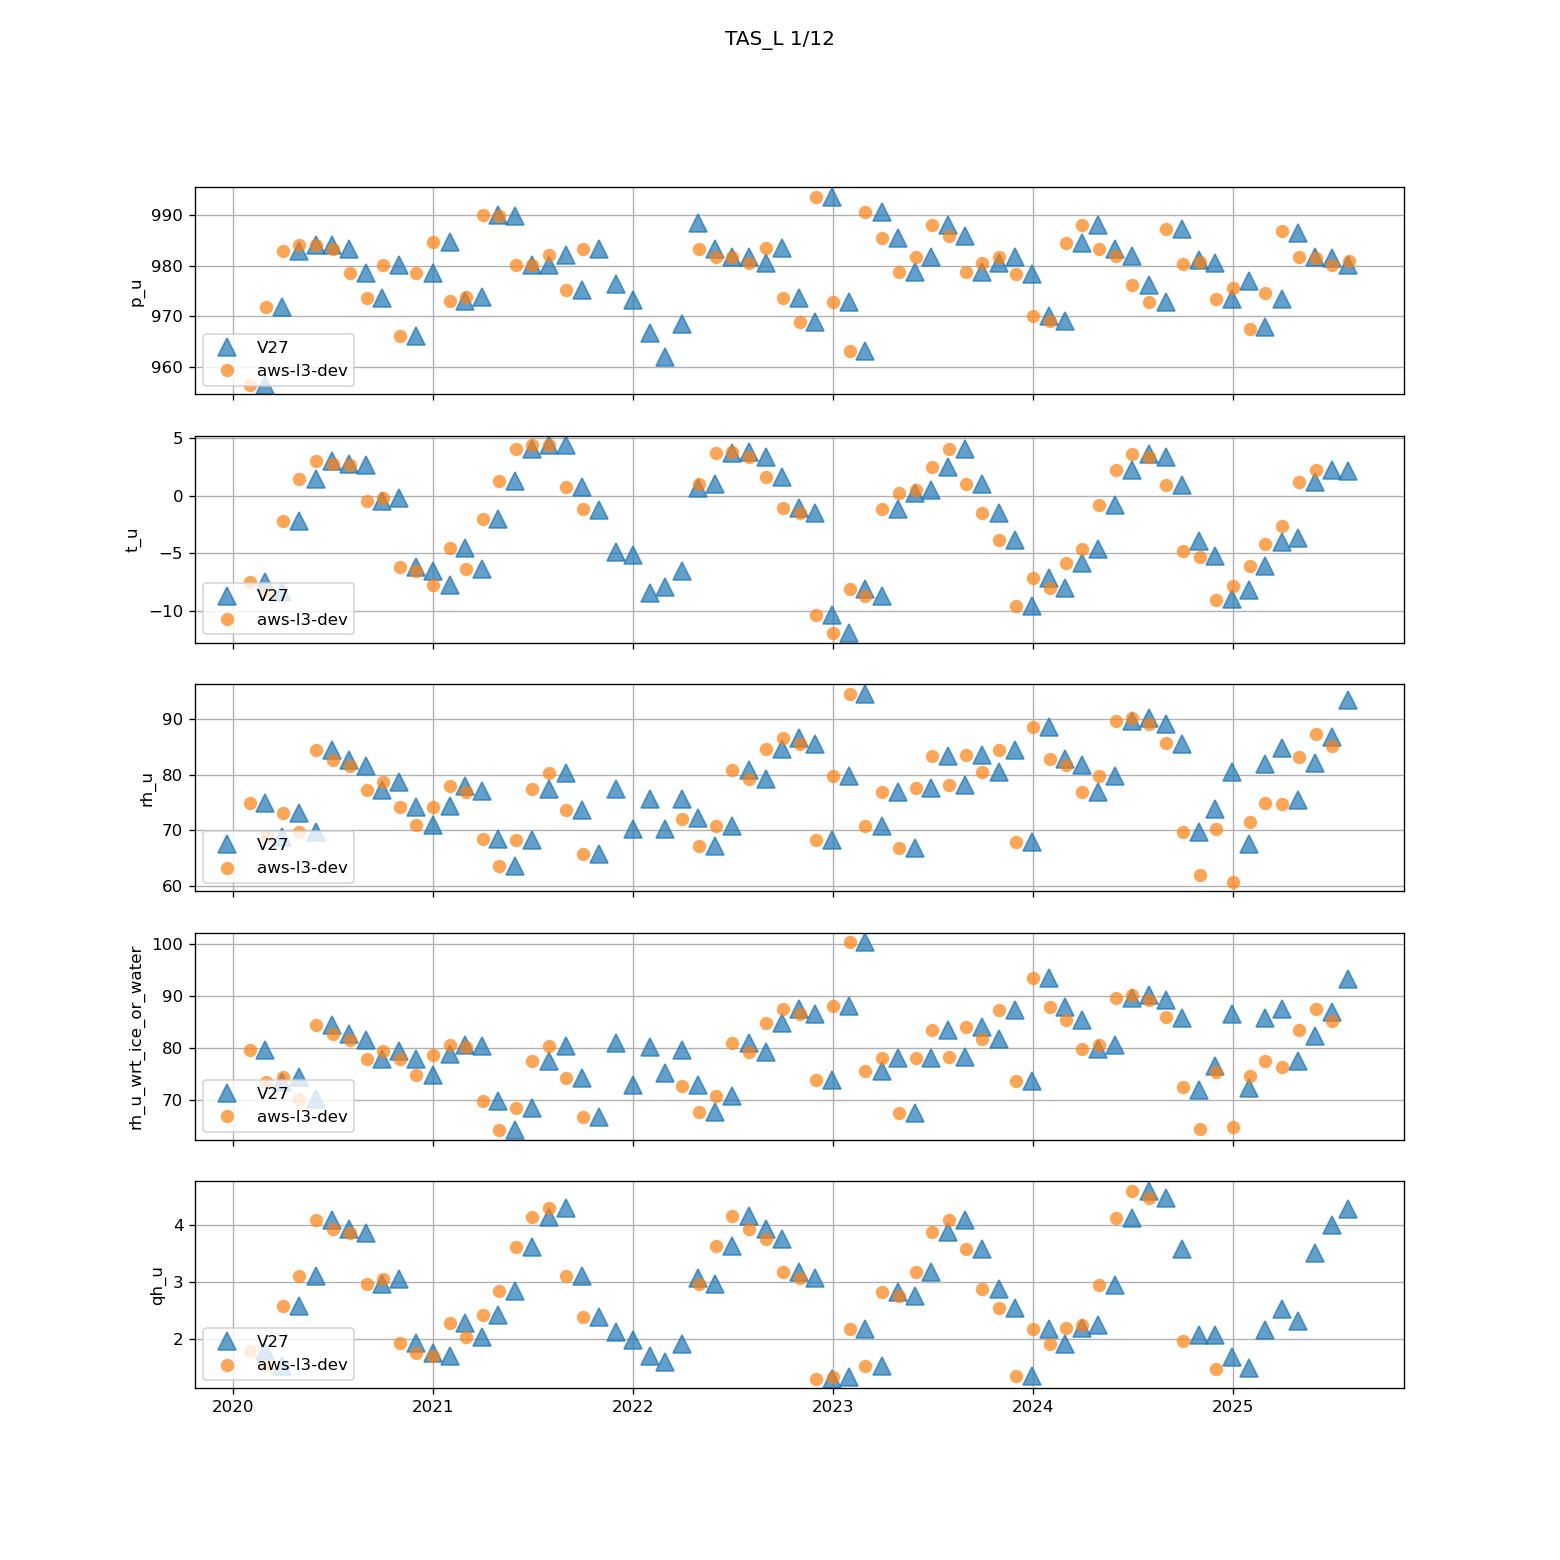 TAS_L 1/12
p_u
990
980
970
960
V27
aws-l3-dev
t_u
5
0
−5
−10
V27
aws-l3-dev
rh_u
90
80
70
60
V27
aws-l3-dev
rh_u_wrt_ice_or_water
100
90
80
70
V27
aws-l3-dev
qh_u
4
3
2
V27
aws-l3-dev
2020 2021 2022 2023 2024 2025